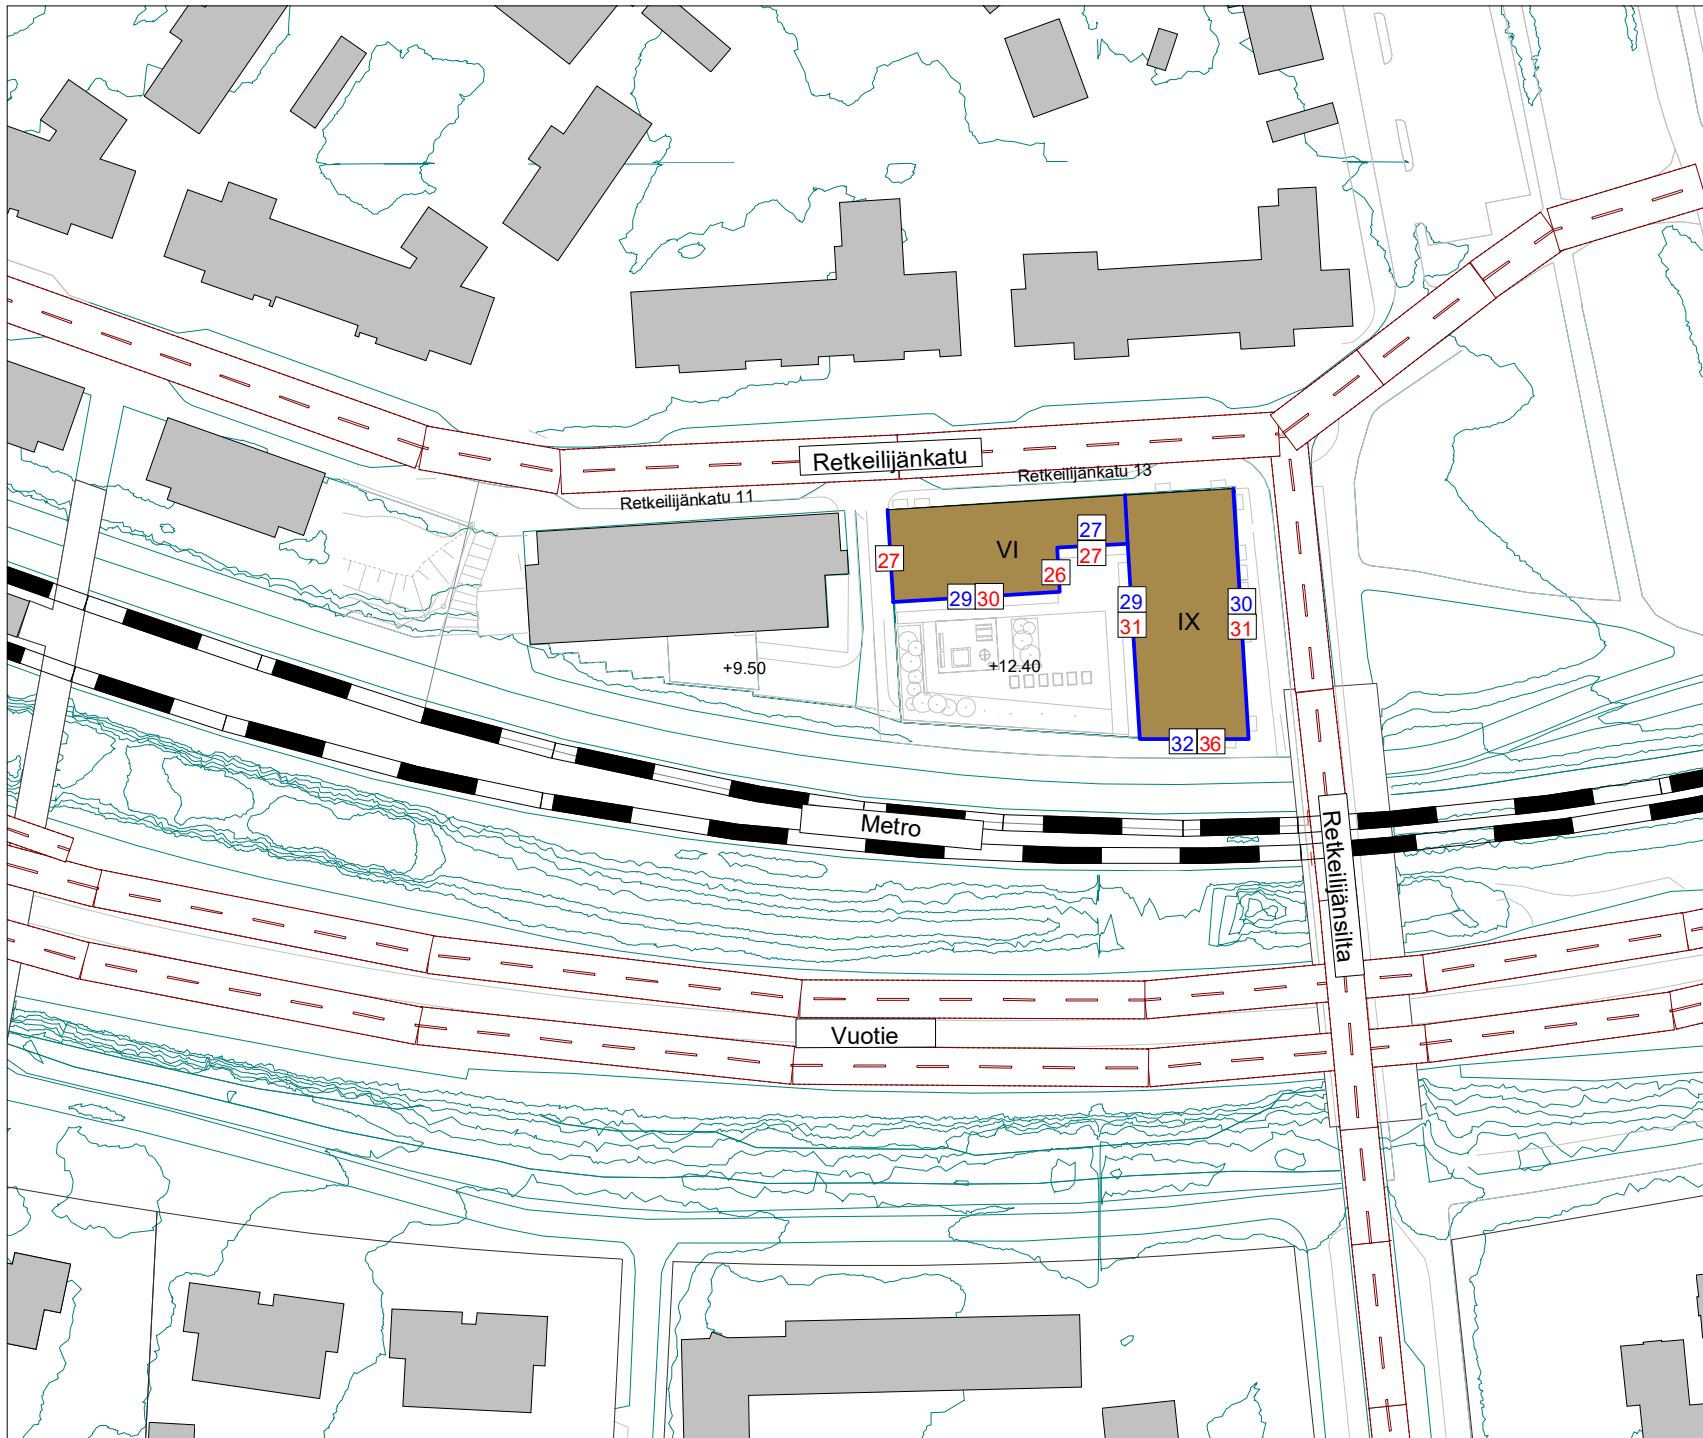 Retkeilijänkatu
Retkeilijänkatu 13
Retkeilijänkatu 11
27
VI
27
27
26
29 30
29
31
IX
30
31
+9.50
+12.40
32 36
Metro
Retkeilijänsilta
Vuotie